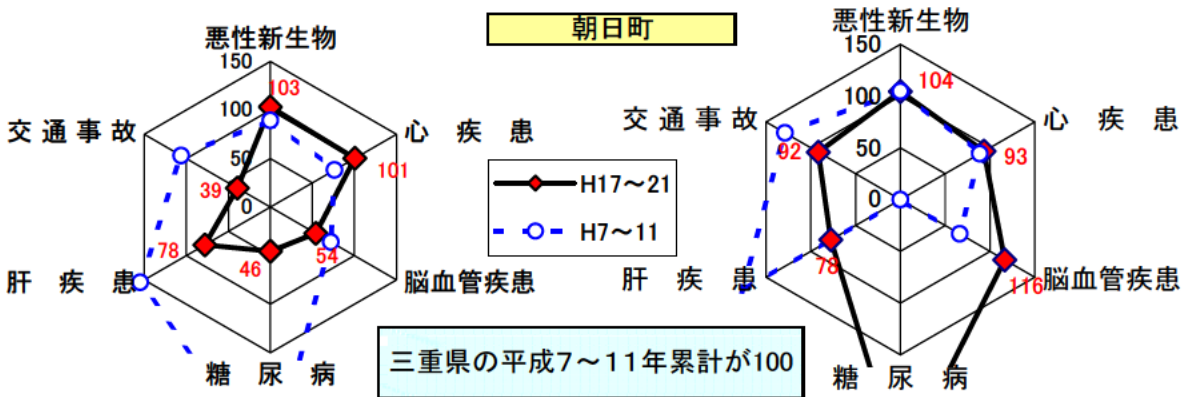 朝日町
悪性新生物
150
100
50
0
103
心疾患
101
脳血管疾患
54
糖尿病
46
肝疾患
78
交通事故
39
H17～21
H7～11
悪性新生物
150
100
50
0
104
心疾患
93
脳血管疾患
116
糖尿病
肝疾患
78
交通事故
92
三重県の平成7～11年累計が100